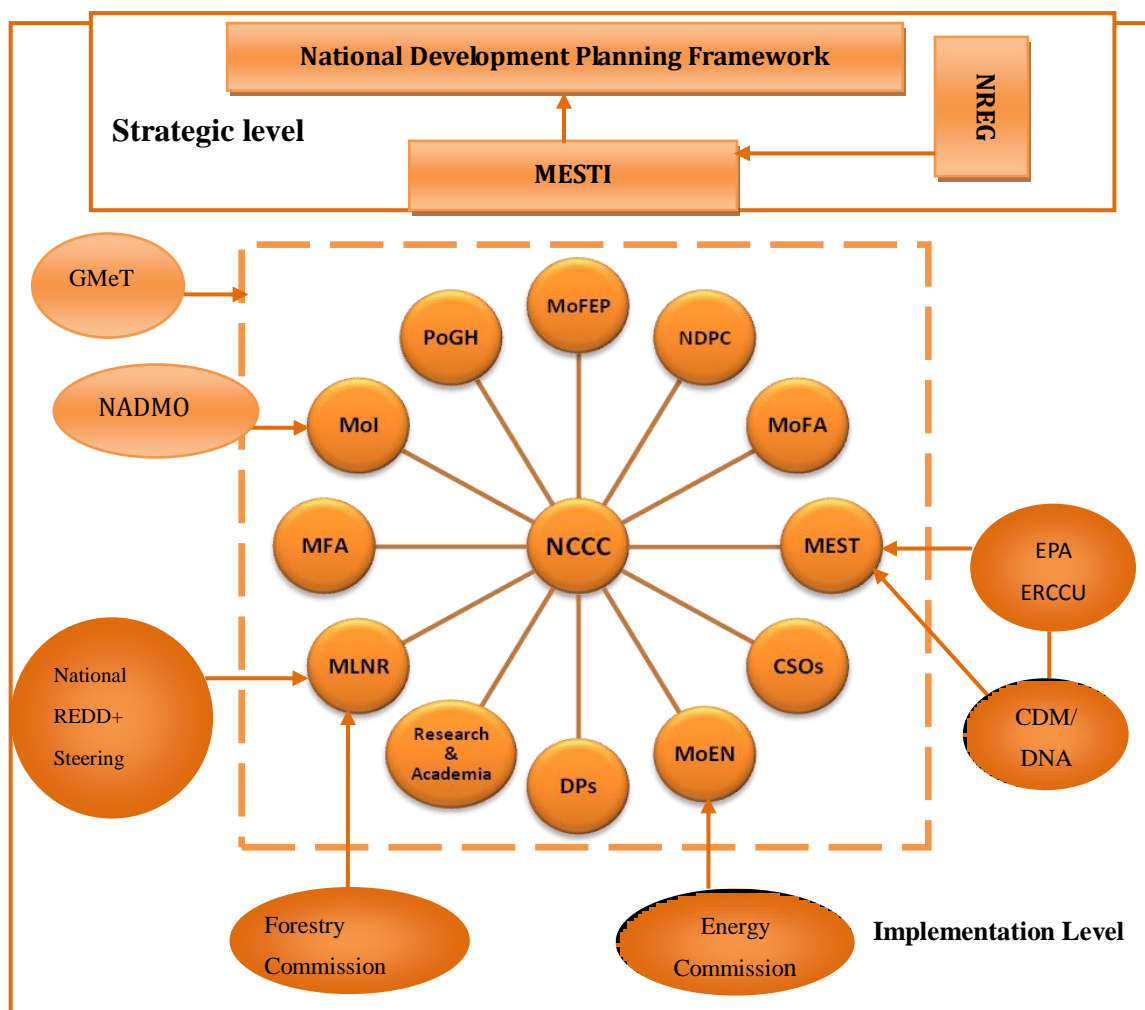 National Development Planning Framework
NREG
Strategic level
MESTI
GMeT
MoFEP
PoGH
NDPC
NADMO
MoI
MoFA
MFA
NCCC
MEST
EPA
ERCCU
MLNR
CSOs
National
REDD+
Steering
CDM/
DNA
Research
&
Academia
MoEN
DPs
Forestry
Commission
Energy
Commission
Implementation Level